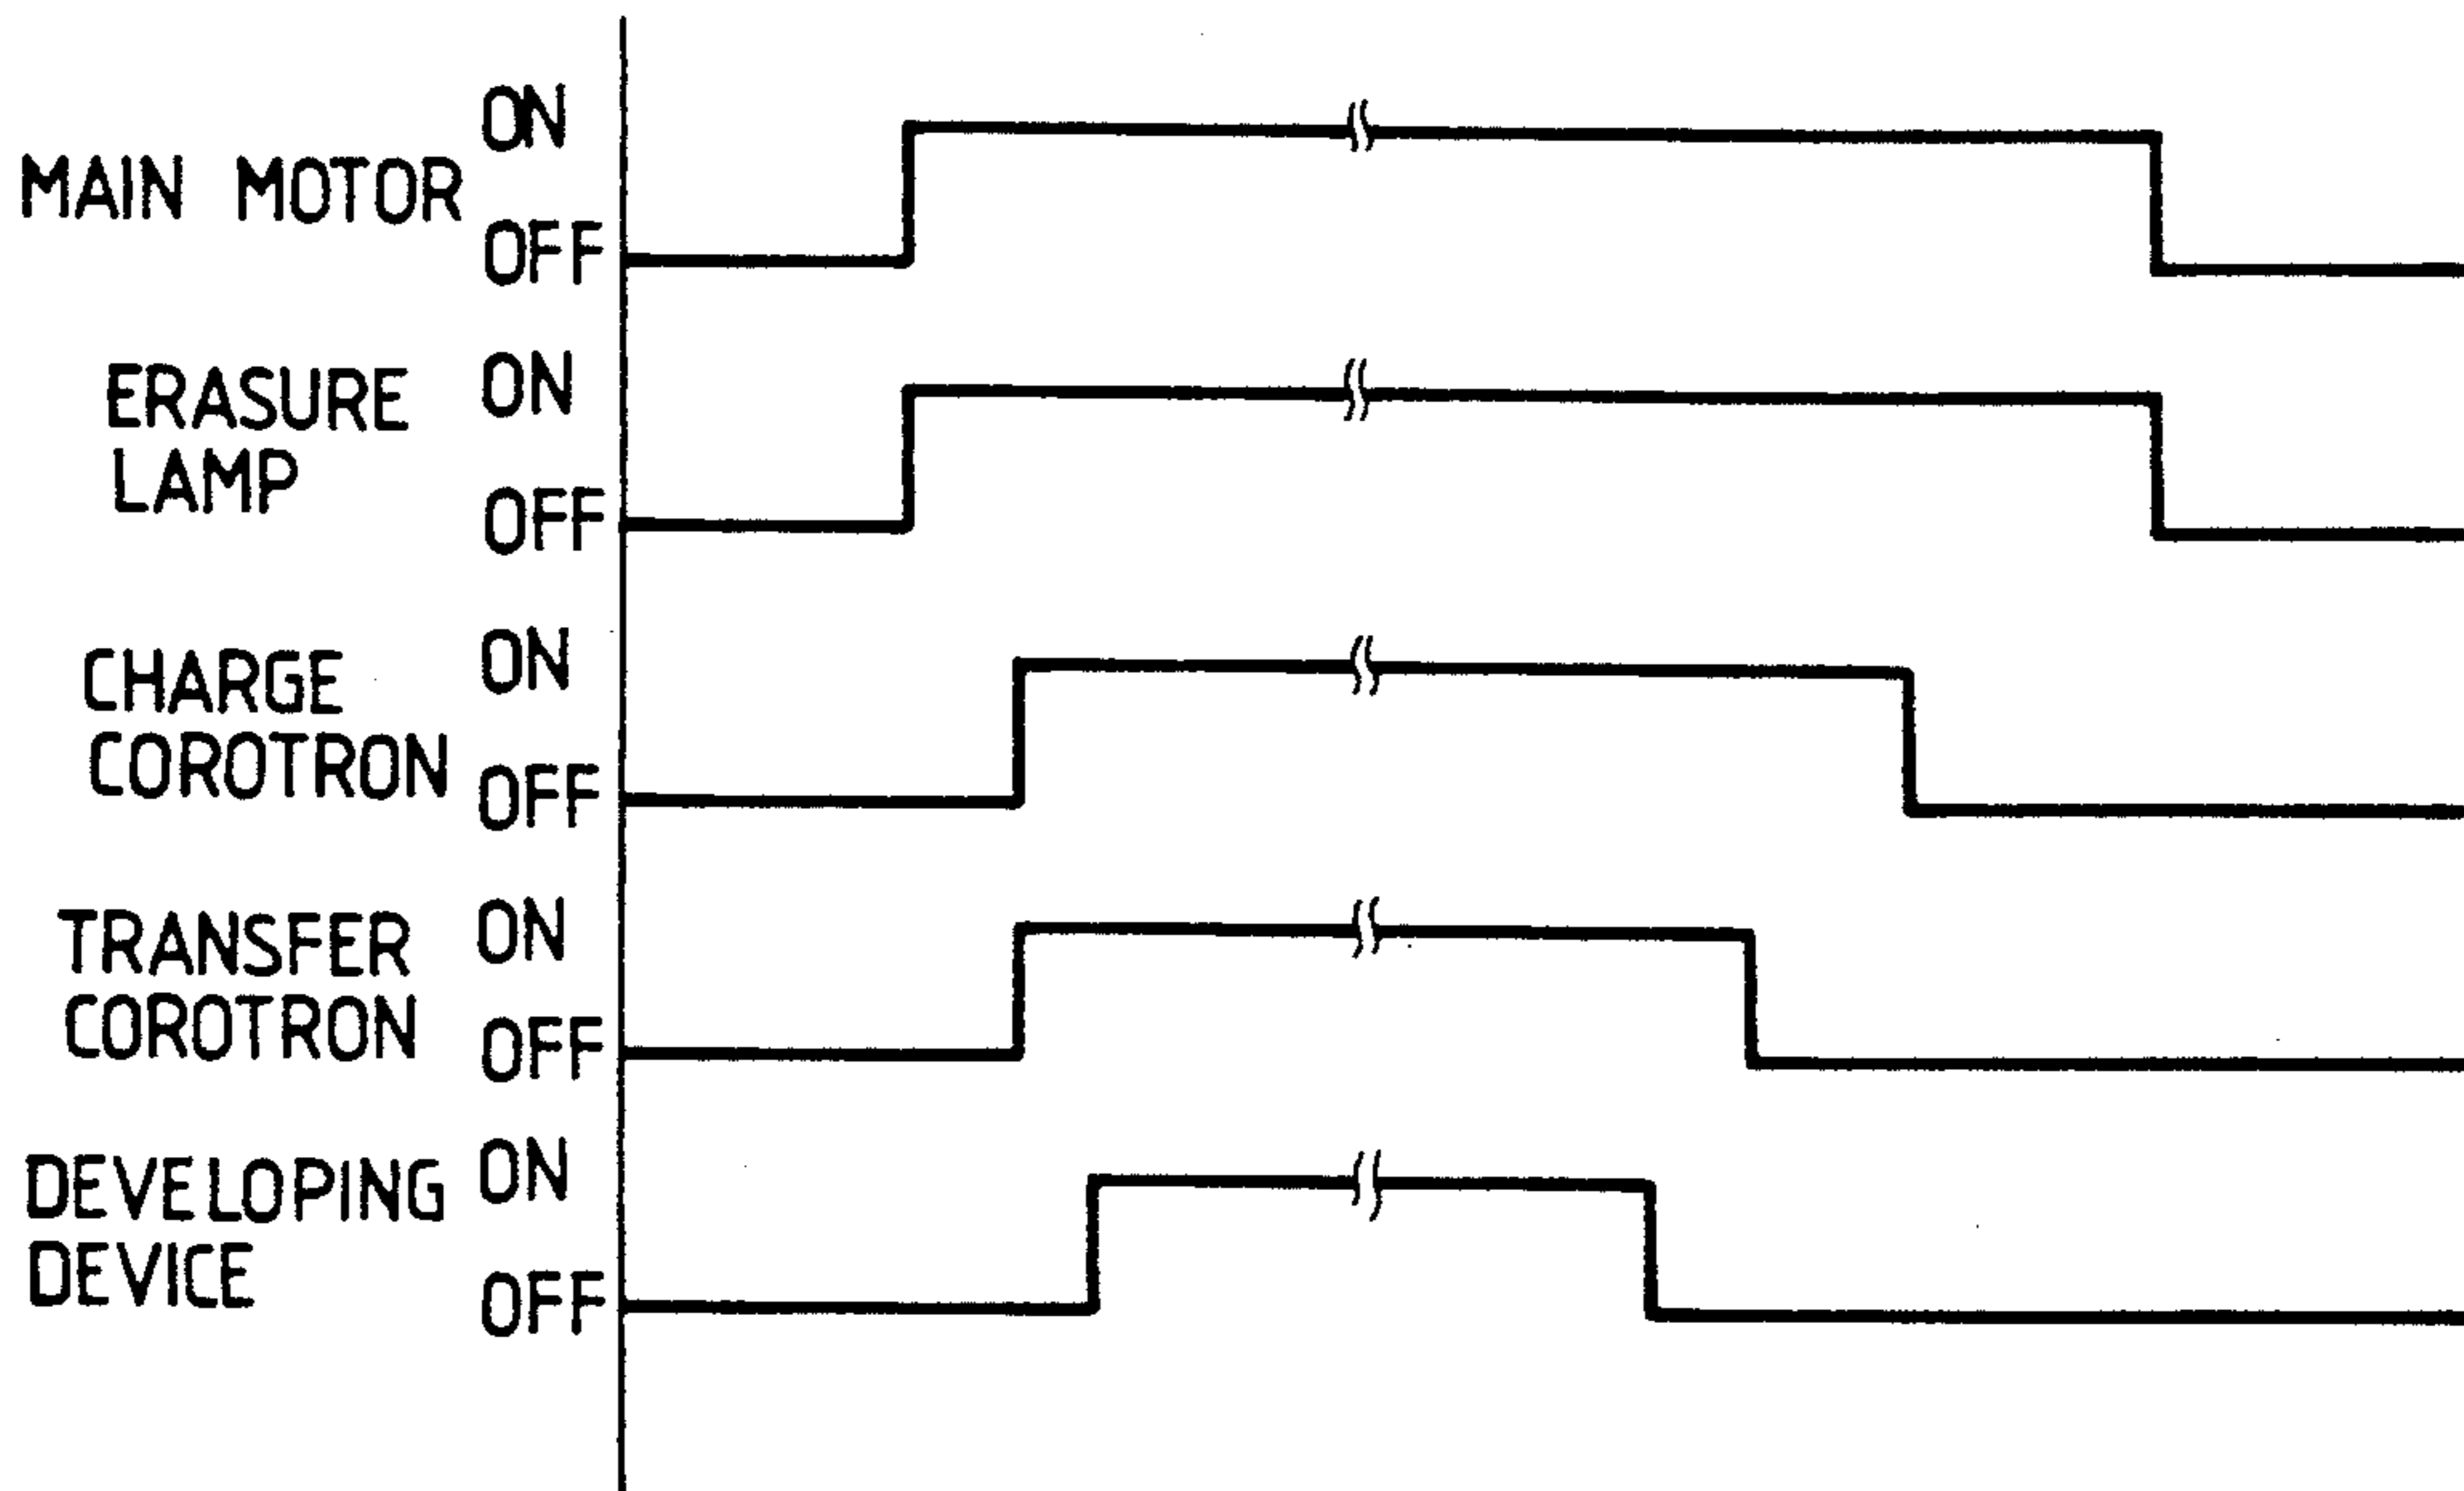 ON
MAIN MOTOR
OFF
ERASURE
LAMP
ON
OFF
CHARGE
COROTRON
ON
OFF
TRANSFER
COROTRON
ON
OFF
DEVELOPING
DEVICE
ON
OFF